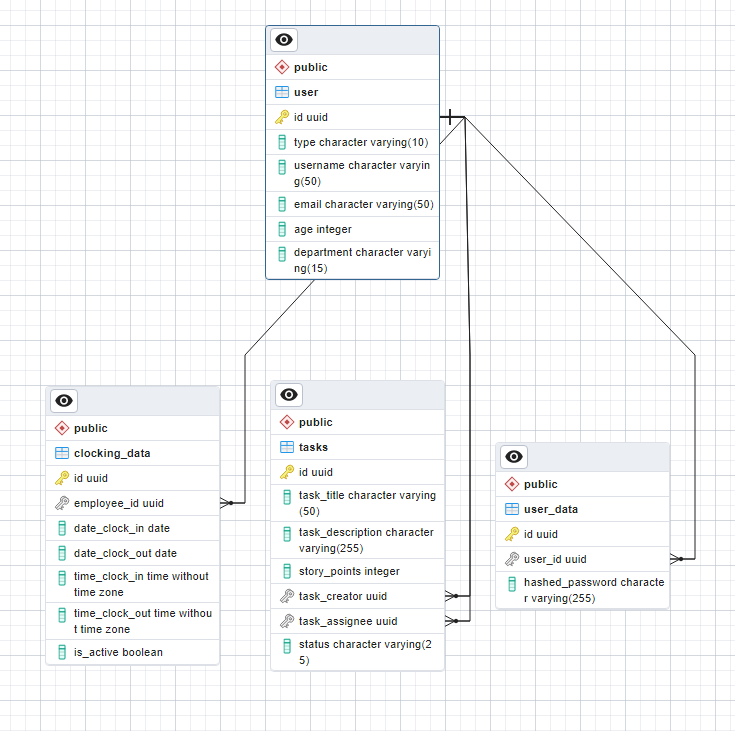 public
user
id uuid
type character varying(10)
username character varyin
g(50)
email character varying(50)
age integer
department character varyi
ng(15)
public
clocking_data
id uuid
employee_id uuid
date_clock_in date
date_clock_out date
time_clock_in time without
time zone
time_clock_out time withou
t time zone
is_active boolean
public
tasks
id uuid
task_title character varying
(50)
task_description character
varying(255)
story_points integer
task_creator uuid
task_assignee uuid
status character varying(2
5)
public
user_data
id uuid
user_id uuid
hashed_password characte
r varying(255)